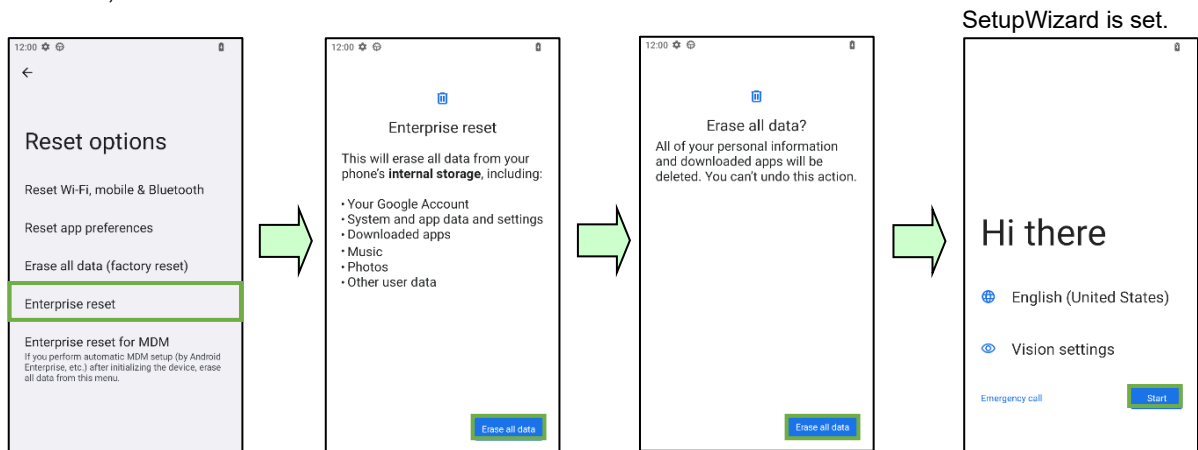 SetupWizard is set.
12:00
Reset options
Reset Wi-Fi, mobile & Bluetooth
Reset app preferences
Erase all data (factory reset)
Enterprise reset
Enterprise reset for MDM
If you perform automatic MDM setup (by Android
Enterprise, etc.) after initializing the device, erase
all data from this menu.
12:00
Enterprise reset
This will erase all data from your
phone's internal storage, including:
• Your Google Account
• System and app data and settings
• Downloaded apps
• Music
• Photos
• Other user data
Erase all data
12:00
Erase all data?
All of your personal information
and downloaded apps will be
deleted. You can't undo this action.
Erase all data
Hi there
English (United States)
Vision settings
Emergency call
Start